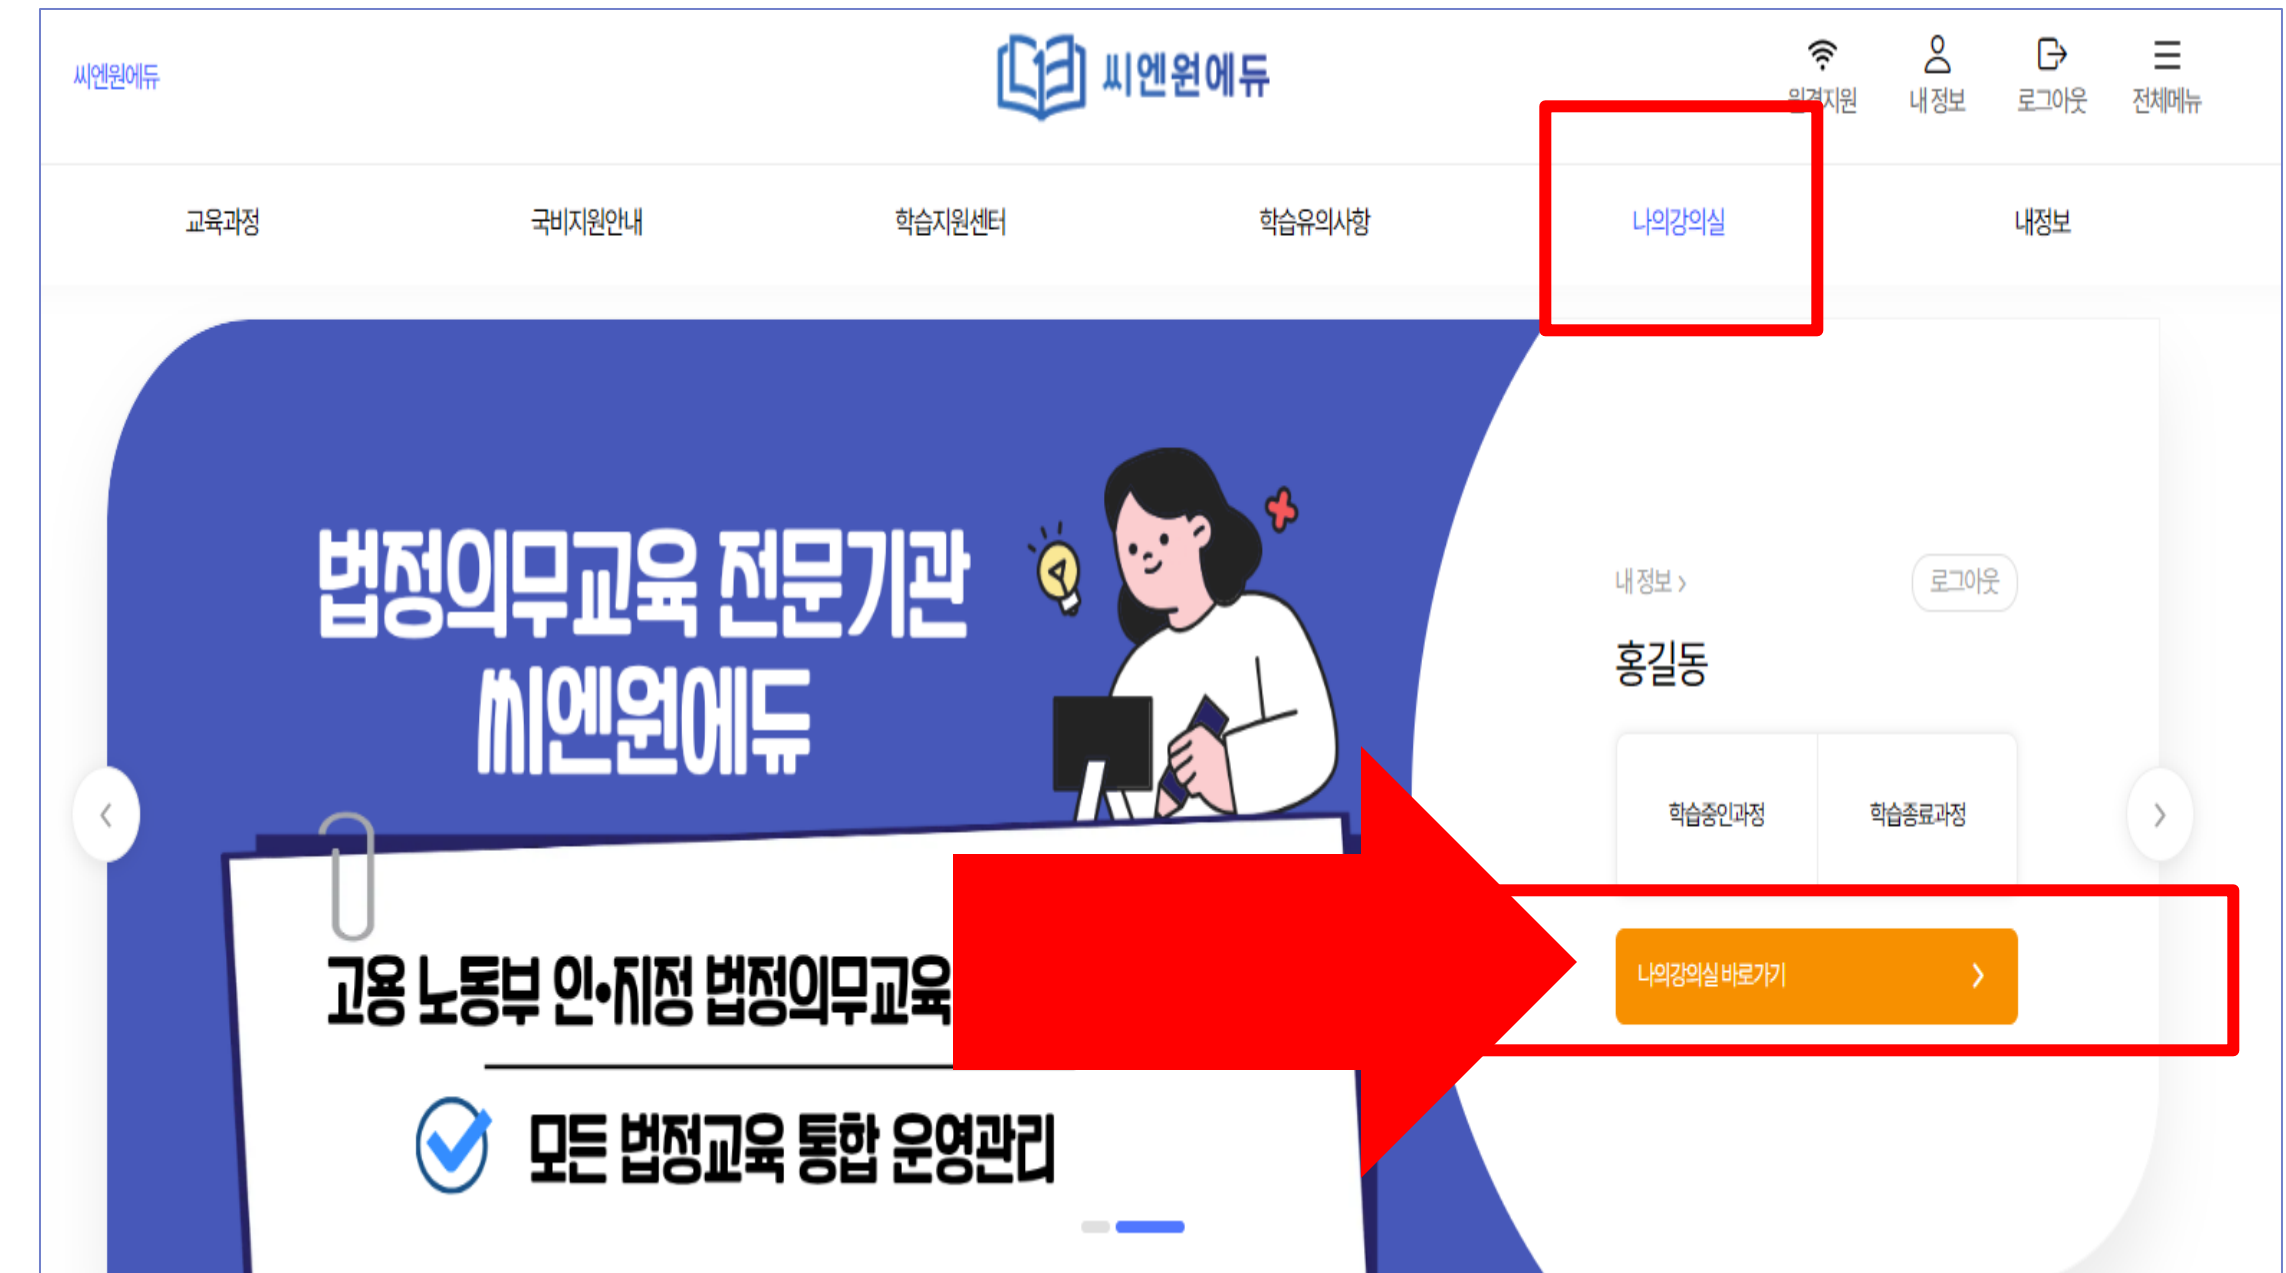 씨엔원에듀
씨엔원에듀
원격지원
내 정보
로그아웃
전체메뉴
교육과정
국비지원안내
학습지원센터
학습유의사항
나의강의실
내정보
법정의무교육 전문기관
씨엔원에듀
내 정보 >
로그아웃
홍길동
학습중인과정
학습종료과정
나의강의실 바로가기 >
고용 노동부 인•지정 법정의무교육
모든 법정교육 통합 운영관리